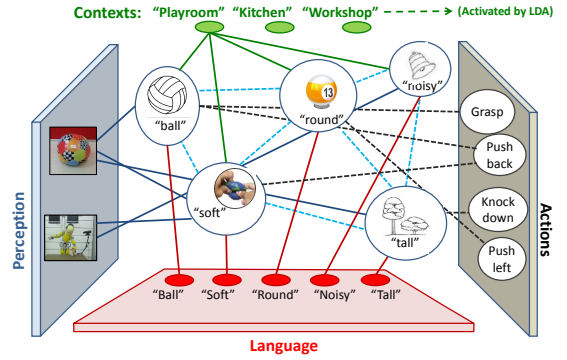 Contexts: “Playroom” “Kitchen” “Workshop” (Activated by LDA)
“ball”
13
“round”
“noisy”
“soft”
“tall”
Grasp
Push
back
Knock
down
Push
left
Perception
Actions
“Ball” “Soft” “Round” “Noisy” “Tall”
Language